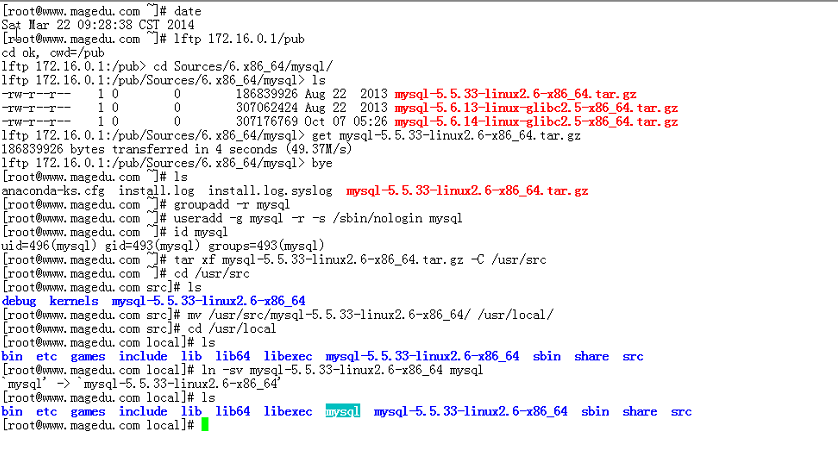 [root@www.magedu.com ~]# date
Sat Mar 22 09:28:38 CST 2014
[root@www.magedu.com ~]# lftp 172.16.0.1/pub
cd ok, cwd=/pub
lftp 172.16.0.1:/pub> cd Sources/6.x86_64/mysql/
lftp 172.16.0.1:/pub/Sources/6.x86_64/mysql> ls
-rw-r--r--    1 0        0        186839926 Aug 22  2013 mysql-5.5.33-linux2.6-x86_64.tar.gz
-rw-r--r--    1 0        0        307062424 Aug 22  2013 mysql-5.6.13-linux-glibc2.5-x86_64.tar.gz
-rw-r--r--    1 0        0        307176769 Oct 07 05:26 mysql-5.6.14-linux-glibc2.5-x86_64.tar.gz
lftp 172.16.0.1:/pub/Sources/6.x86_64/mysql> get mysql-5.5.33-linux2.6-x86_64.tar.gz
186839926 bytes transferred in 4 seconds (49.37M/s)
lftp 172.16.0.1:/pub/Sources/6.x86_64/mysql> bye
[root@www.magedu.com ~]# ls
anaconda-ks.cfg  install.log  install.log.syslog  mysql-5.5.33-linux2.6-x86_64.tar.gz
[root@www.magedu.com ~]# groupadd -r mysql
[root@www.magedu.com ~]# useradd -g mysql -r -s /sbin/nologin mysql
[root@www.magedu.com ~]# id mysql
uid=496(mysql) gid=493(mysql) groups=493(mysql)
[root@www.magedu.com ~]# tar xf mysql-5.5.33-linux2.6-x86_64.tar.gz -C /usr/src
[root@www.magedu.com ~]# cd /usr/src
[root@www.magedu.com src]# ls
debug  kernels  mysql-5.5.33-linux2.6-x86_64
[root@www.magedu.com src]# mv /usr/src/mysql-5.5.33-linux2.6-x86_64/ /usr/local/
[root@www.magedu.com src]# cd /usr/local
[root@www.magedu.com local]# ls
bin  etc  games  include  lib  lib64  libexec  mysql-5.5.33-linux2.6-x86_64  sbin  share  src
[root@www.magedu.com local]# ln -sv mysql-5.5.33-linux2.6-x86_64 mysql
`mysql' -> `mysql-5.5.33-linux2.6-x86_64'
[root@www.magedu.com local]# ls
bin  etc  games  include  lib  lib64  libexec  mysql  mysql-5.5.33-linux2.6-x86_64  sbin  share  src
[root@www.magedu.com local]#